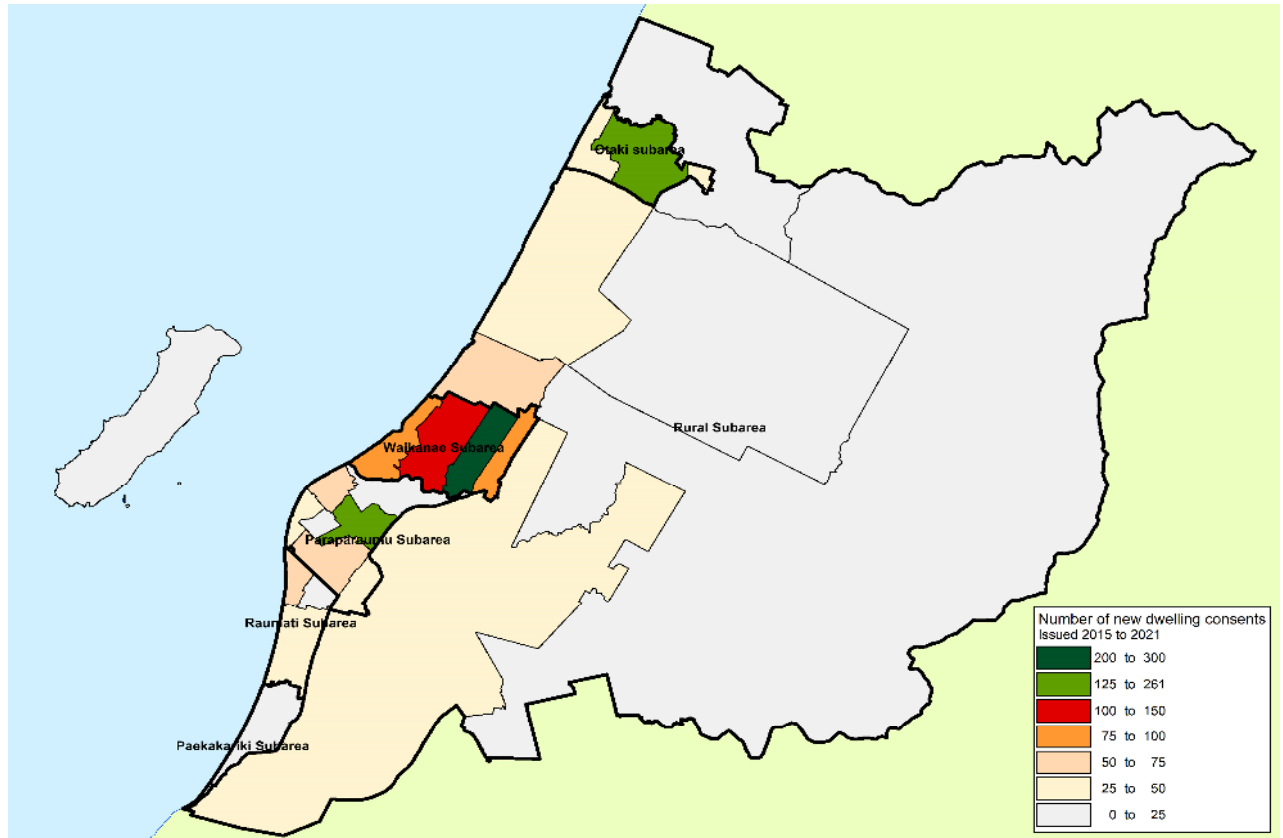 Otaki subarea
Rural Subarea
Waikanae Subarea
Paraparaumu Subarea
Raumati Subarea
Paekakariki Subarea
Number of new dwelling consents
Issued 2015 to 2021
200 to 300
125 to 261
100 to 150
75 to 100
50 to 75
25 to 50
0 to 25